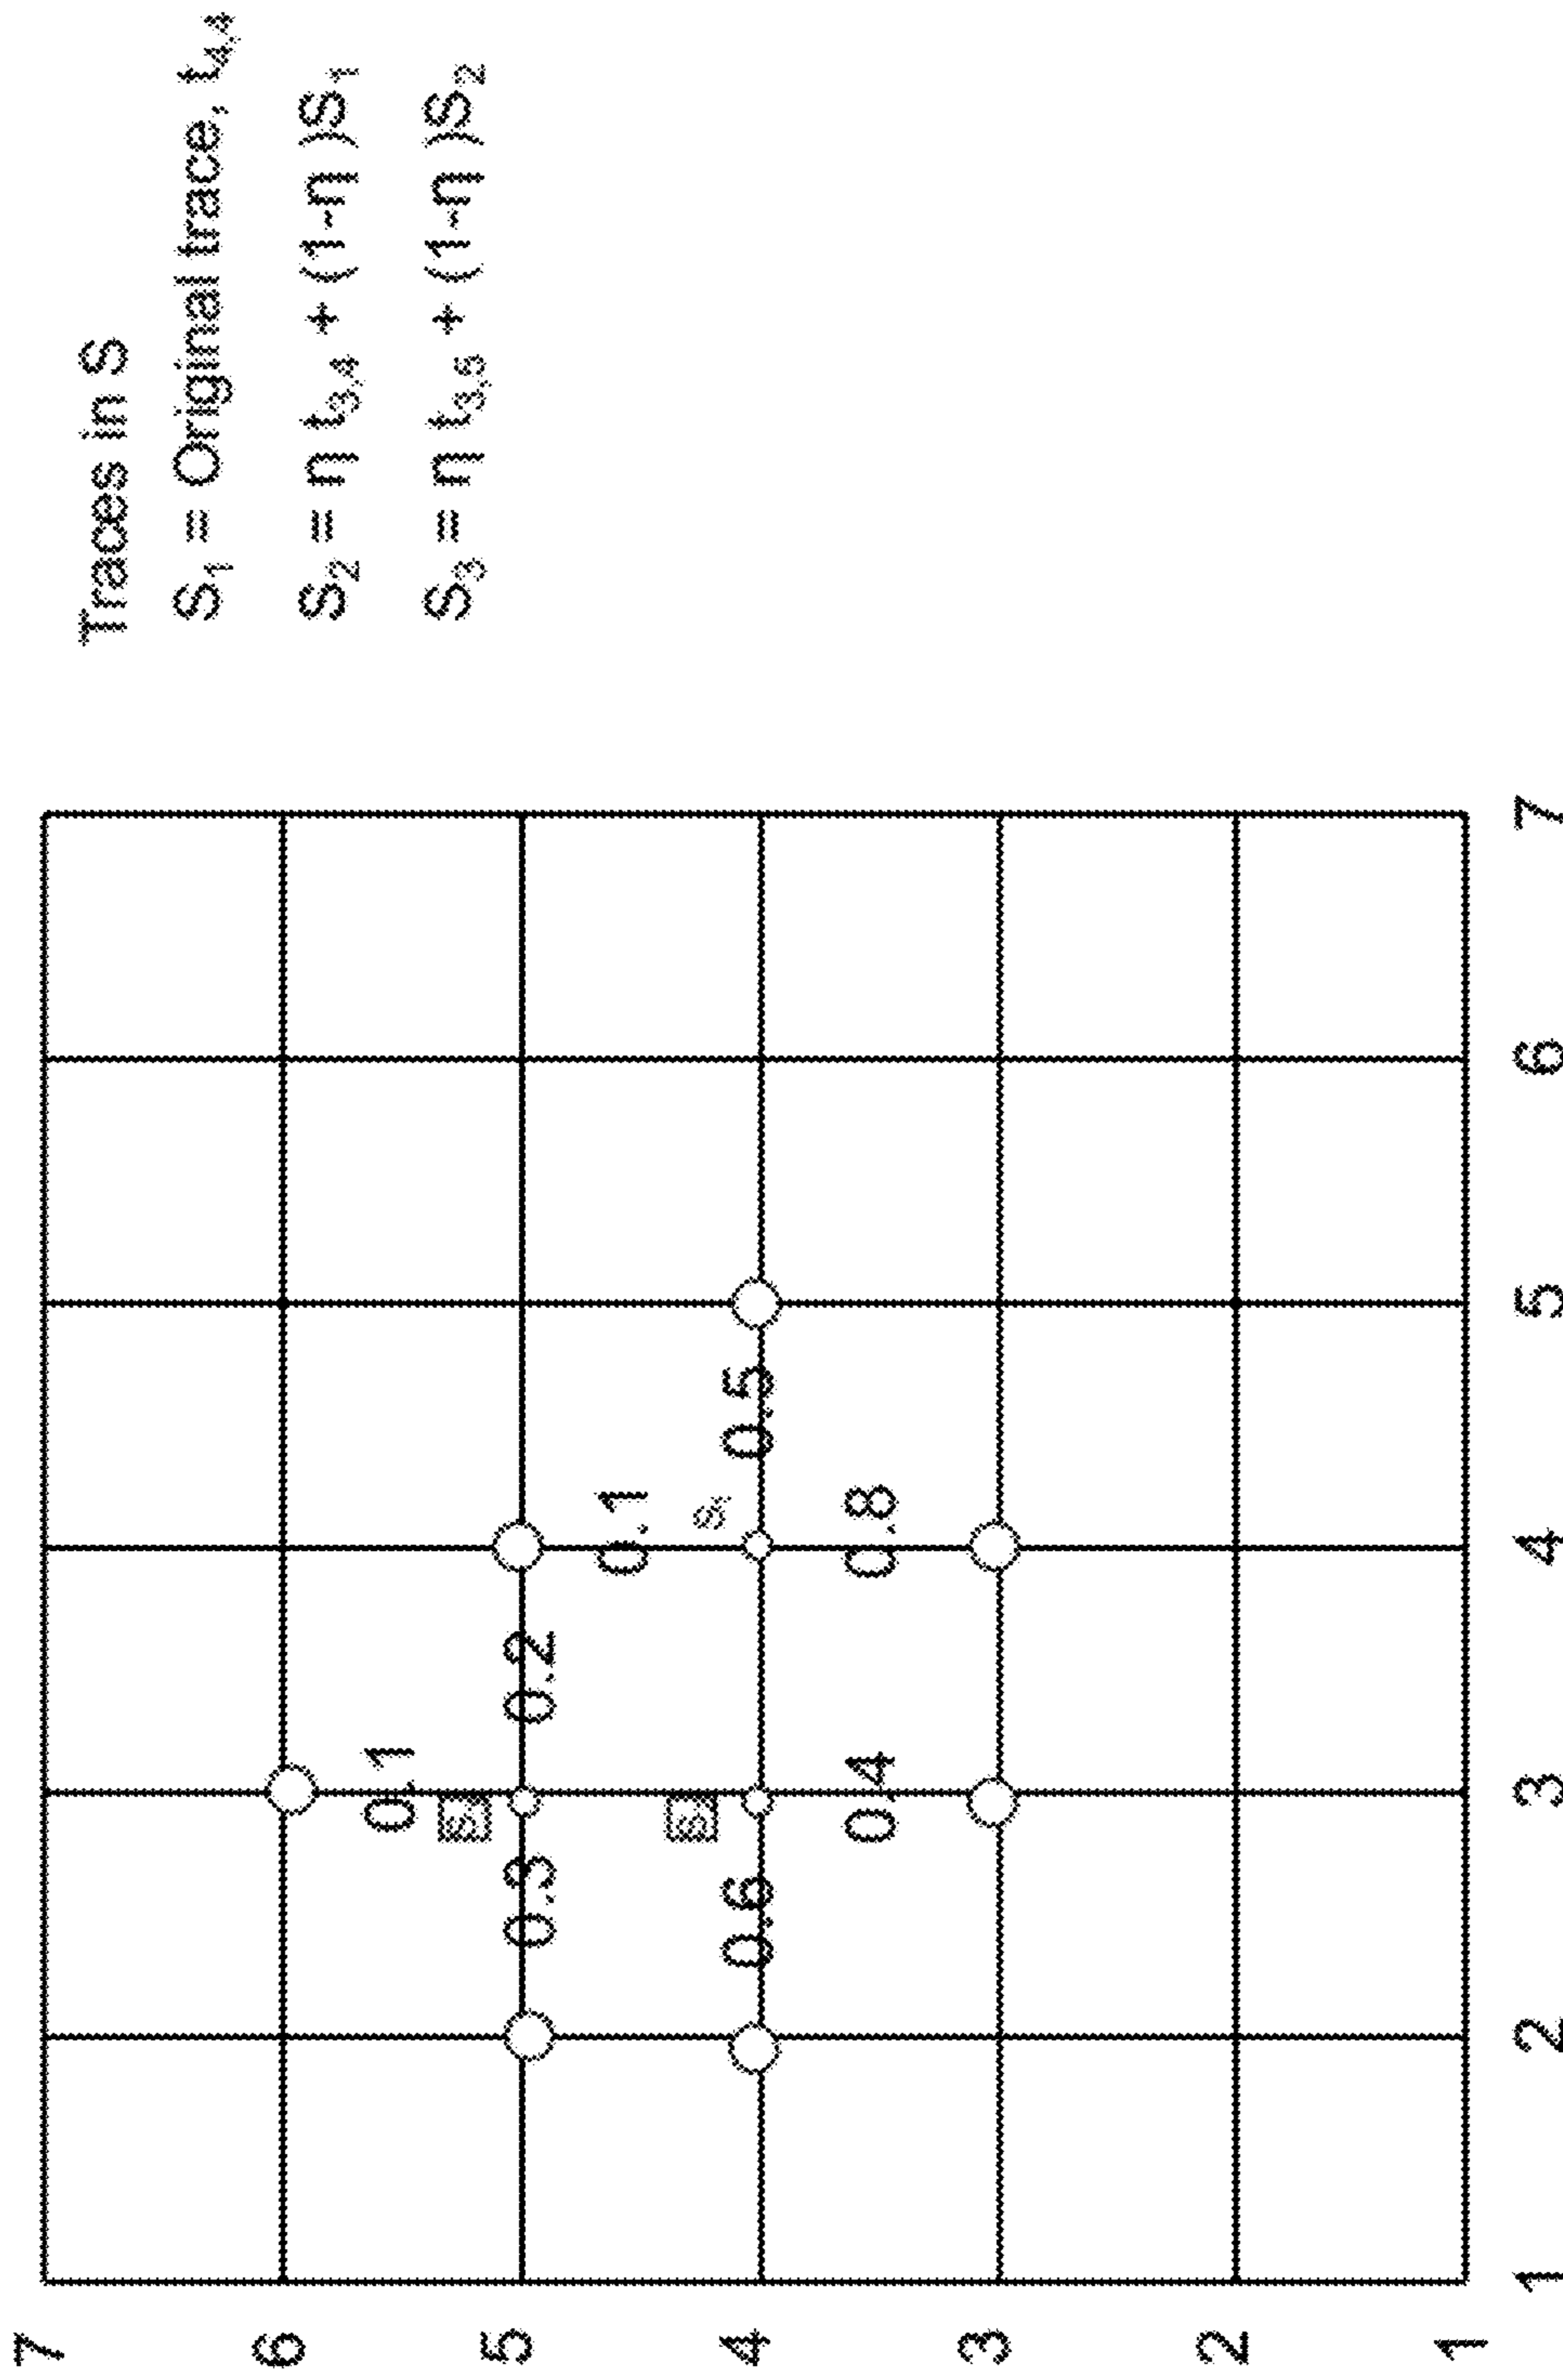 Traces in S
S₁ = Original trace, t₄,₄
S₂ = η t₃,₄ + (1-η )S₁
S₃ = η t₃,₅ + (1-η )S₂
7
6
0.1
5
0.3
0.2
0.1
S₁
4
0.6
0.5
0.4
0.8
3
2
1
1 2 3 4 5 6 7